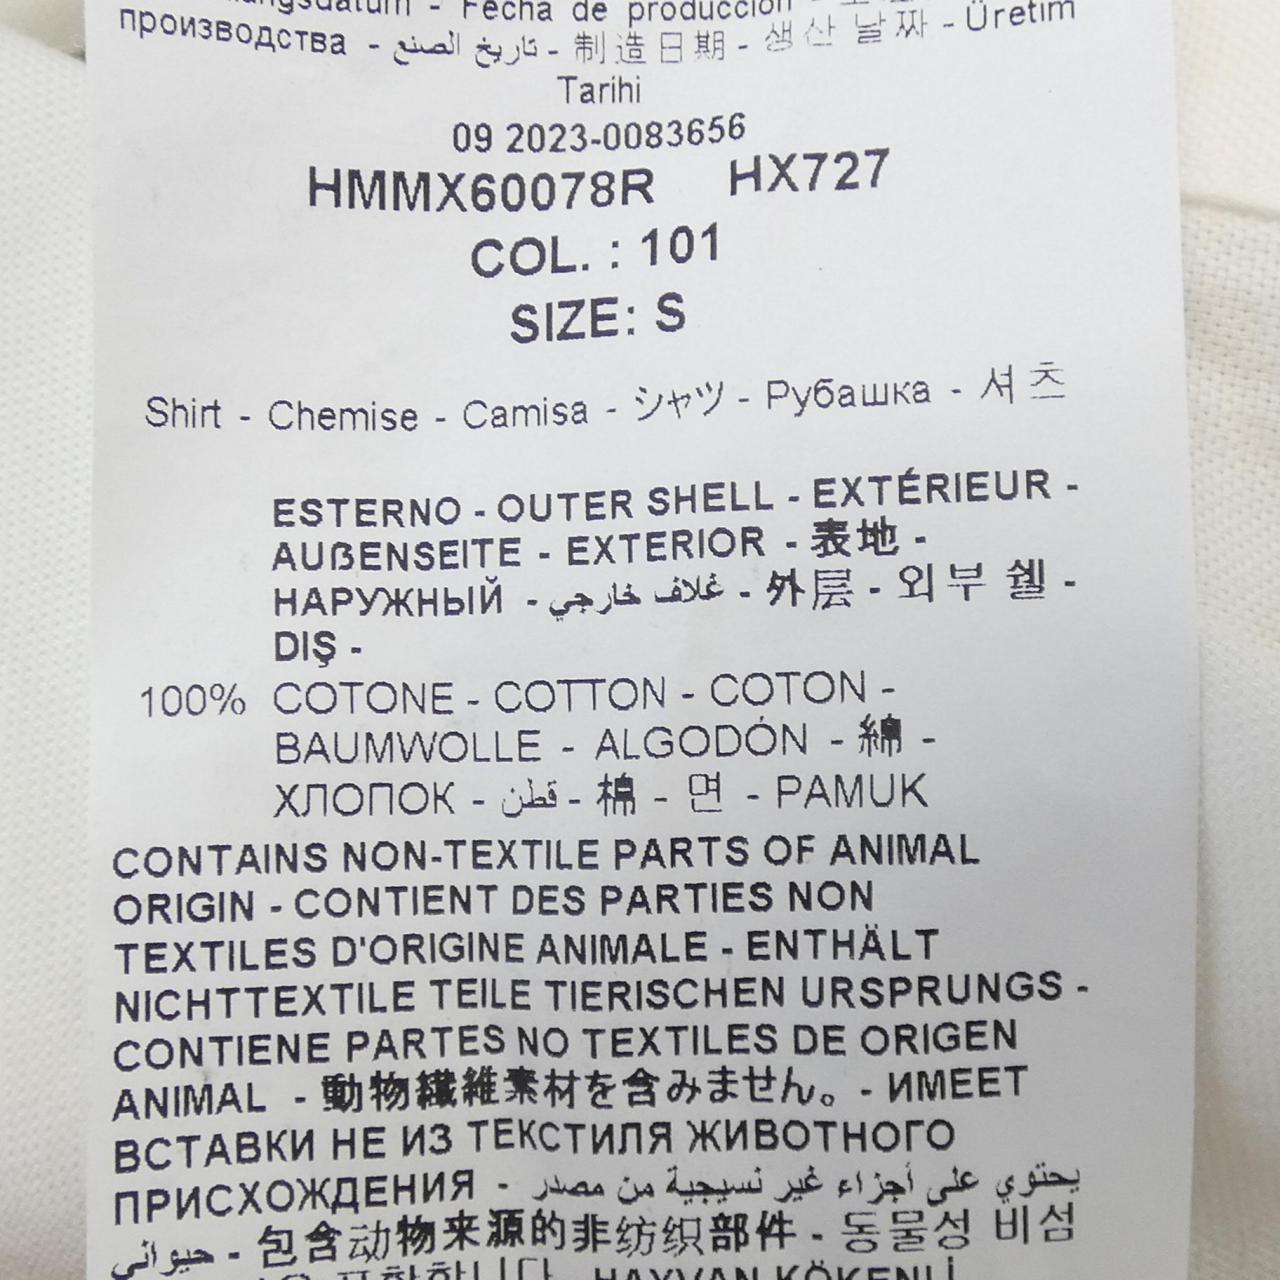 - Fecha de producción -
производства - تاريخ الصنع - 制造日期 - 생산 날짜 - Üretim
Tarihi
09 2023-0083656
HMMX60078R HX727
COL. : 101
SIZE: S
Shirt - Chemise - Camisa - シャツ - Рубашка - 셔츠
ESTERNO - OUTER SHELL - EXTÉRIEUR -
AUßENSEITE - EXTERIOR - 表地 -
НАРУЖНЫЙ - غلاف خارجي - 外层 - 외부 쉘 -
DIŞ -
100% COTONE - COTTON - COTON -
BAUMWOLLE - ALGODÓN - 綿 -
ХЛОПОК - قطن - 棉 - 면 - PAMUK
CONTAINS NON-TEXTILE PARTS OF ANIMAL
ORIGIN - CONTIENT DES PARTIES NON
TEXTILES D'ORIGINE ANIMALE - ENTHÄLT
NICHTTEXTILE TEILE TIERISCHEN URSPRUNGS -
CONTIENE PARTES NO TEXTILES DE ORIGEN
ANIMAL - 動物繊維素材を含みません。- ИМЕЕТ
ВСТАВКИ НЕ ИЗ ТЕКСТИЛЯ ЖИВОТНОГО
ПРОИСХОЖДЕНИЯ - يحتوي على أجزاء غير نسيجية من مصدر
حيواني - 包含动物来源的非纺织部件 - 동물성 비섬
HAYVAN KÖKENLİ